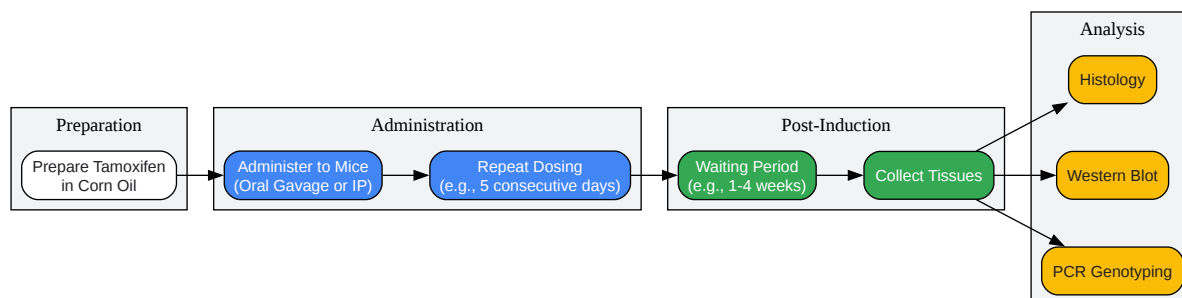 Preparation
Prepare Tamoxifen
in Corn Oil
Administration
Administer to Mice
(Oral Gavage or IP)
Repeat Dosing
(e.g., 5 consecutive days)
Post-Induction
Waiting Period
(e.g., 1-4 weeks)
Collect Tissues
Analysis
Histology
Western Blot
PCR Genotyping